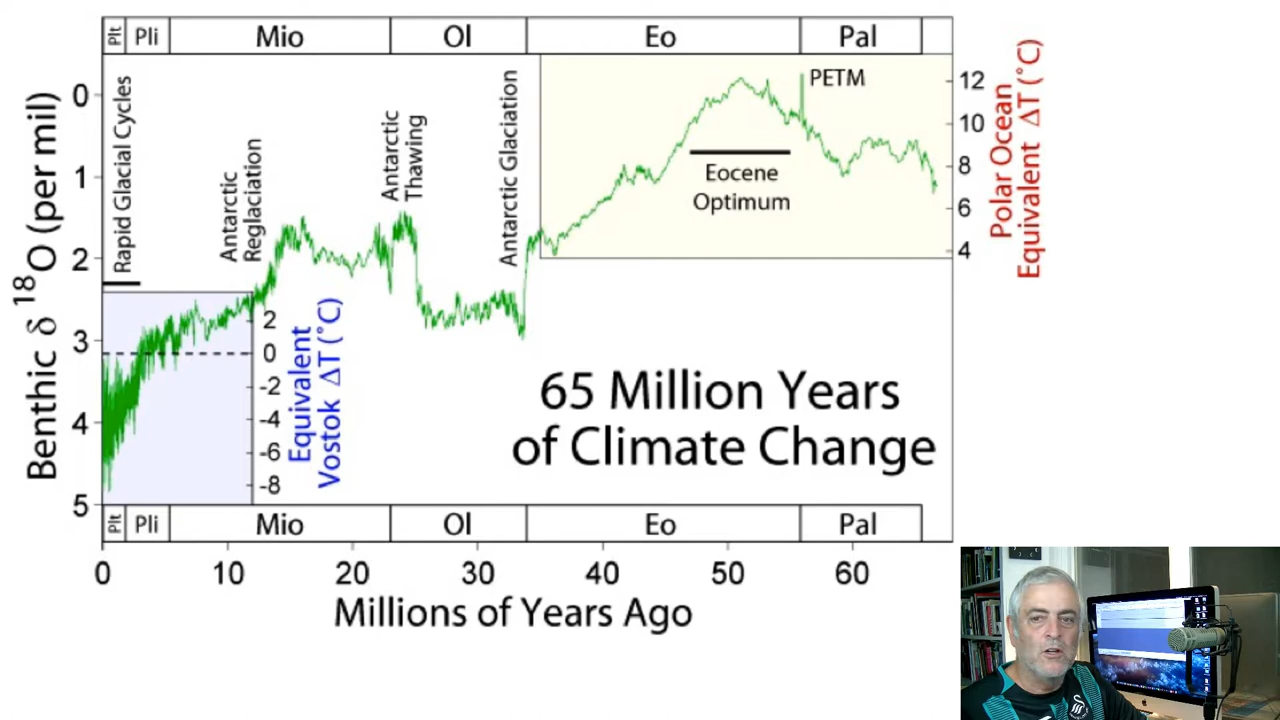 Plt
Pli
Mio
Ol
Eo
Pal
Benthic δ 18O (per mil)
0
1
2
3
4
5
Rapid Glacial Cycles
Antarctic
Reglaciation
Antarctic
Thawing
Antarctic Glaciation
PETM
Eocene
Optimum
12
10
8
6
4
Polar Ocean
Equivalent ΔT (°C)
2
0
-2
-4
-6
-8
Equivalent
Vostok ΔT (°C)
65 Million Years
of Climate Change
Plt
Pli
Mio
Ol
Eo
Pal
0
10
20
30
40
50
60
Millions of Years Ago